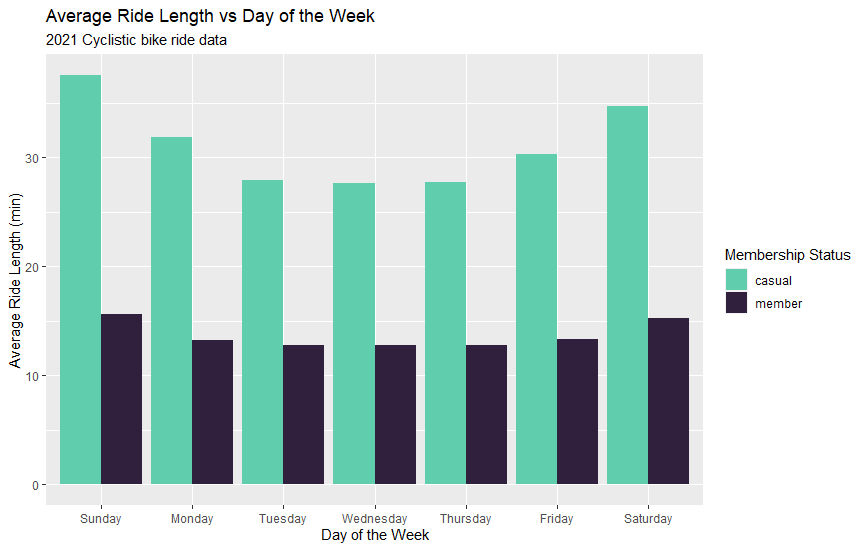 Average Ride Length vs Day of the Week
2021 Cyclistic bike ride data
Average Ride Length (min)
30
20
10
0
Sunday Monday Tuesday Wednesday Thursday Friday Saturday
Day of the Week
Membership Status
casual
member